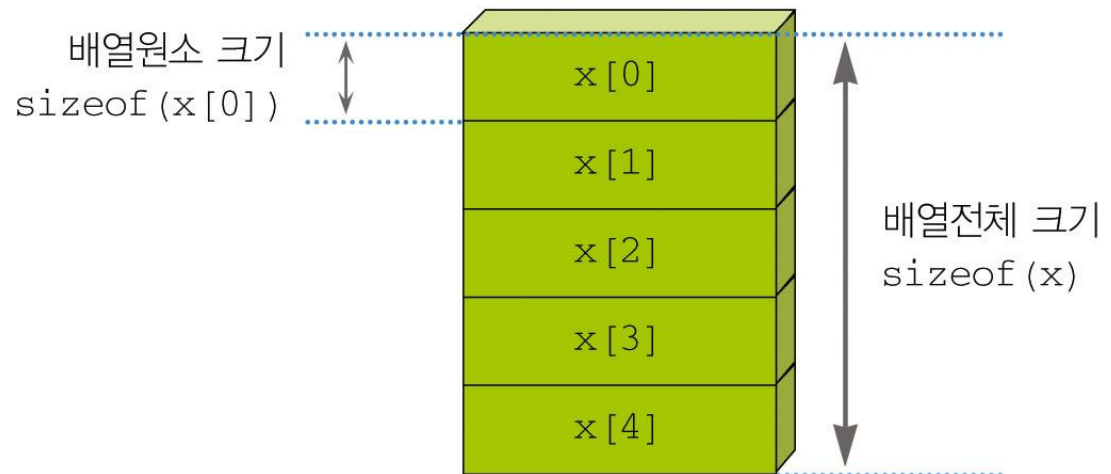 배열원소 크기
sizeof(x[0])
x[0]
x[1]
x[2]
x[3]
x[4]
배열전체 크기
sizeof(x)